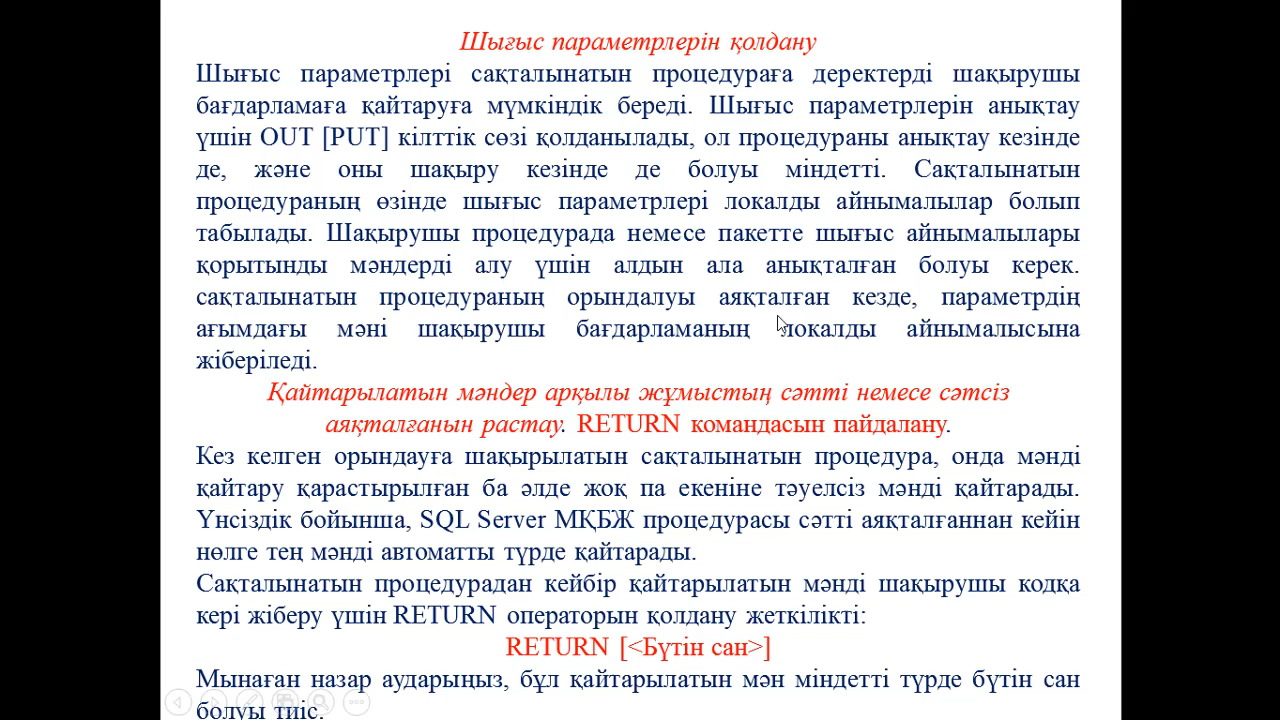 Шығыс параметрлерін қолдану
Шығыс параметрлері сақталынатын процедураға деректерді шақырушы
бағдарламаға қайтаруға мүмкіндік береді. Шығыс параметрлерін анықтау
үшін OUT [PUT] кілттік сөзі қолданылады, ол процедураны анықтау кезінде
де, және оны шақыру кезінде де болуы міндетті. Сақталынатын
процедураның өзінде шығыс параметрлері локалды айнымалылар болып
табылады. Шақырушы процедурада немесе пакетте шығыс айнымалылары
қорытынды мәндерді алу үшін алдын ала анықталған болуы керек.
сақталынатын процедураның орындалуы аяқталған кезде, параметрдің
ағымдағы мәні шақырушы бағдарламаның локалды айнымалысына
жіберіледі.
Қайтарылатын мәндер арқылы жұмыстың сәтті немесе сәтсіз
аяқталғанын растау. RETURN командасын пайдалану.
Кез келген орындауға шақырылатын сақталынатын процедура, онда мәнді
қайтару қарастырылған ба әлде жоқ па екеніне тәуелсіз мәнді қайтарады.
Үнсіздік бойынша, SQL Server МҚБЖ процедурасы сәтті аяқталғаннан кейін
нөлге тең мәнді автоматты түрде қайтарады.
Сақталынатын процедурадан кейбір қайтарылатын мәнді шақырушы кодқа
кері жіберу үшін RETURN операторын қолдану жеткілікті:
RETURN [<Бүтін сан>]
Мынаған назар аударыңыз, бұл қайтарылатын мән міндетті түрде бүтін сан
болуы тиіс.